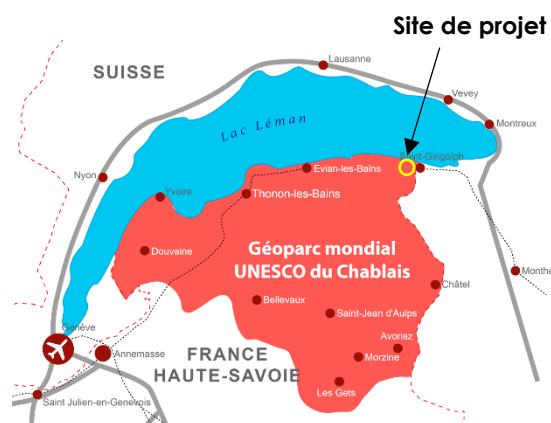 Site de projet
Lausanne
SUISSE
Vevey
Montreux
Lac Léman
Saint-Gingolph
Evian-les-Bains
Nyon
Yvoire
Thonon-les-Bains
Douvaine
Géoparc mondial
UNESCO du Chablais
Monthe
Châtel
Bellevaux
Saint-Jean d'Aulps
Genève
Avoriaz
Annemasse
FRANCE
HAUTE-SAVOIE
Morzine
Les Gets
Saint Julien-en-Genevois